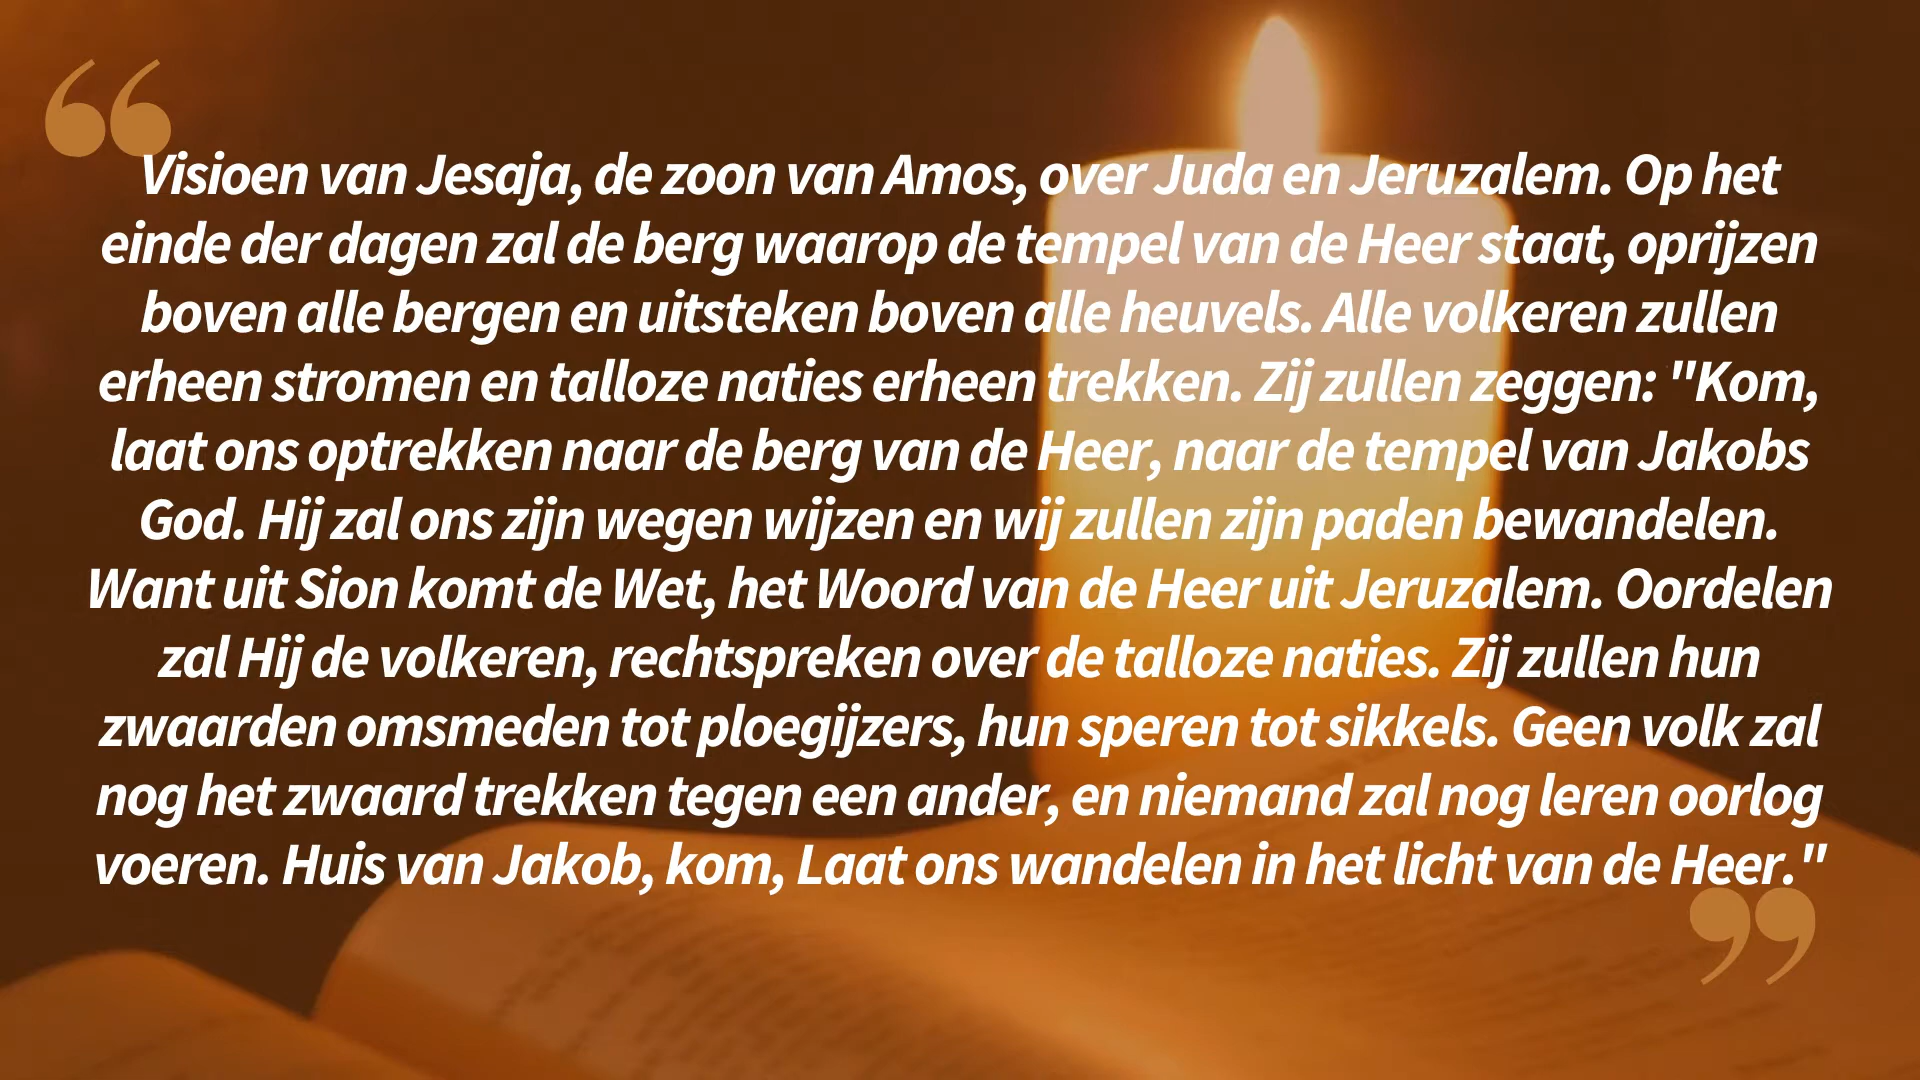 “
Visioen van Jesaja, de zoon van Amos, over Juda en Jeruzalem. Op het
einde der dagen zal de berg waarop de tempel van de Heer staat, oprijzen
boven alle bergen en uitsteken boven alle heuvels. Alle volkeren zullen
erheen stromen en talloze naties erheen trekken. Zij zullen zeggen: "Kom,
laat ons optrekken naar de berg van de Heer, naar de tempel van Jakobs
God. Hij zal ons zijn wegen wijzen en wij zullen zijn paden bewandelen.
Want uit Sion komt de Wet, het Woord van de Heer uit Jeruzalem. Oordelen
zal Hij de volkeren, rechtspreken over de talloze naties. Zij zullen hun
zwaarden omsmeden tot ploegijzers, hun speren tot sikkels. Geen volk zal
nog het zwaard trekken tegen een ander, en niemand zal nog leren oorlog
voeren. Huis van Jakob, kom, Laat ons wandelen in het licht van de Heer."
”